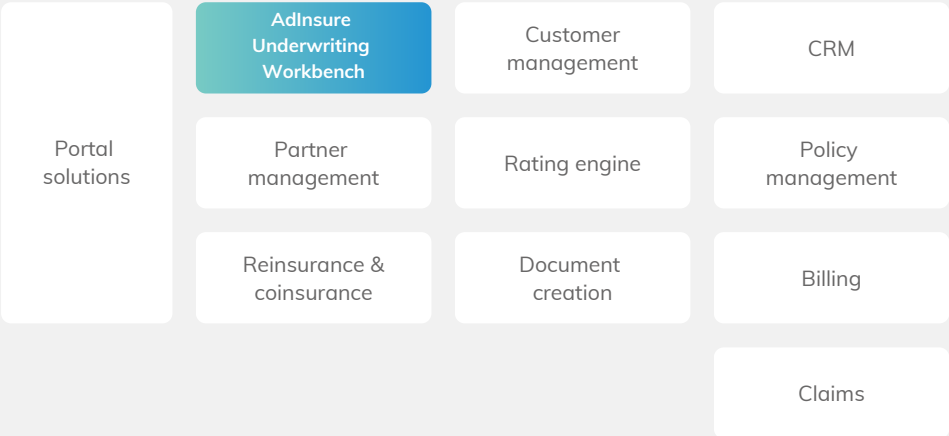 Portal
solutions
AdInsure
Underwriting
Workbench
Customer
management
CRM
Partner
management
Rating engine
Policy
management
Reinsurance &
coinsurance
Document
creation
Billing
Claims